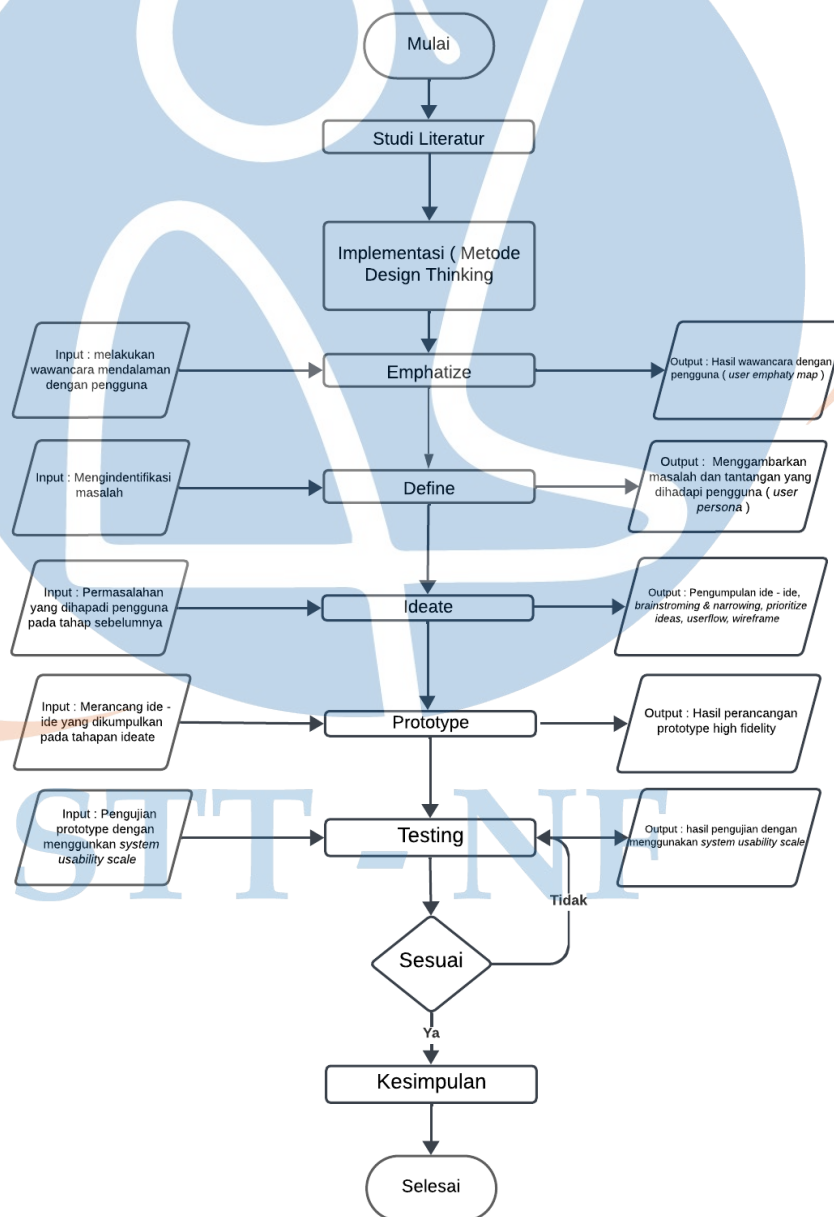 Mulai
Studi Literatur
Implementasi ( Metode
Design Thinking
Input : melakukan
wawancara mendalaman
dengan pengguna
Emphatize
Output : Hasil wawancara dengan
pengguna ( user emphaty map )
Input : Mengindentifikasi
masalah
Define
Output : Menggambarkan
masalah dan tantangan yang
dihadapi pengguna ( user
persona )
Input : Permasalahan
yang dihapadi pengguna
pada tahap sebelumnya
Ideate
Output : Pengumpulan ide - ide,
brainstroming & narrowing, prioritize
ideas, userflow, wireframe
Input : Merancang ide -
ide yang dikumpulkan
pada tahapan ideate
Prototype
Output : Hasil perancangan
prototype high fidelity
Input : Pengujian
prototype dengan
menggunkan system
usability scale
Testing
Output : hasil pengujian dengan
menggunakan system usability scale
STT - NF
Tidak
Sesuai
Ya
Kesimpulan
Selesai